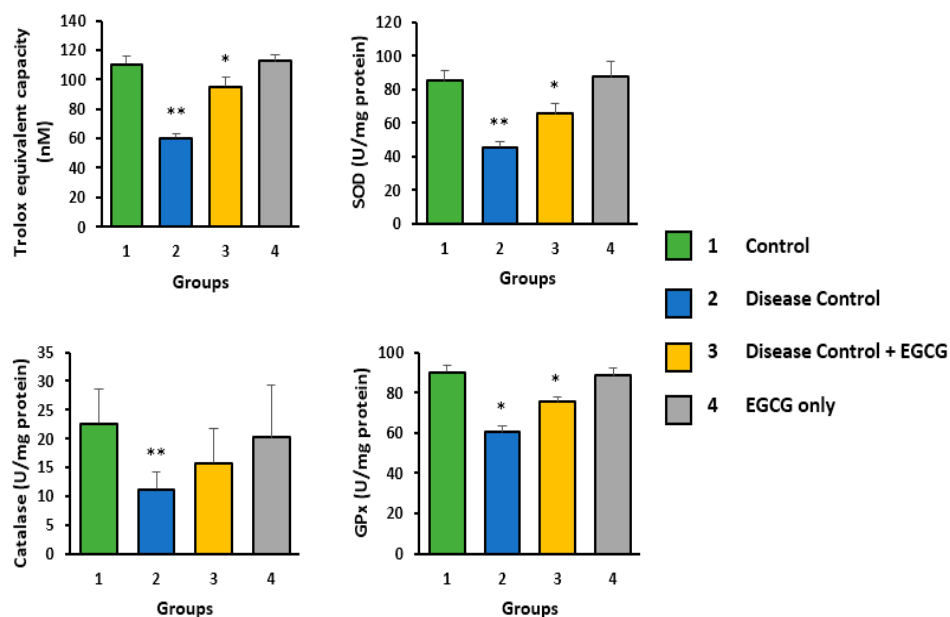 Trolox equivalent capacity
(nM)
140
120
100
80
60
40
20
0
**
*
1 2 3 4
Groups
SOD (U/mg protein)
120
100
80
60
40
20
0
**
*
1 2 3 4
Groups
Catalase (U/mg protein)
35
30
25
20
15
10
5
0
**
1 2 3 4
Groups
GPx (U/mg protein)
100
80
60
40
20
0
*
*
1 2 3 4
Groups
1 Control
2 Disease Control
3 Disease Control + EGCG
4 EGCG only